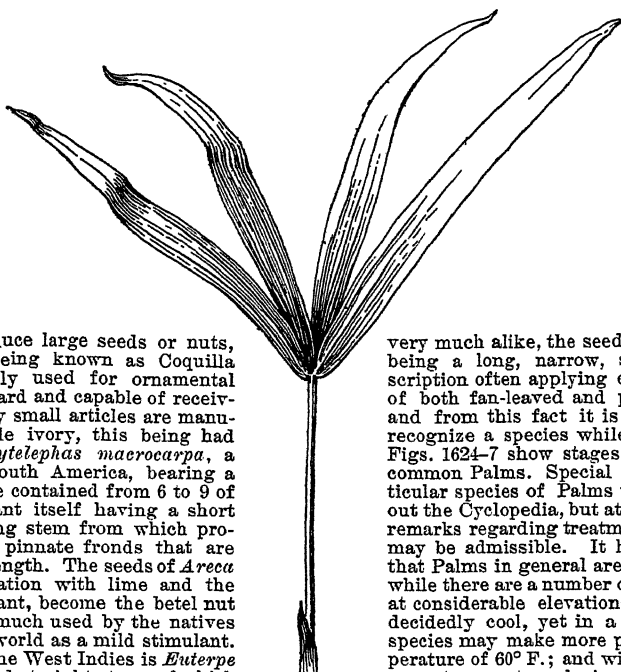 uce large seeds or nuts,
eing known as Coquilla
ly used for ornamental
ard and capable of receiv-
y small articles are manu-
le ivory, this being had
ytelephas macrocarpa, a
outh America, bearing a
e contained from 6 to 9 of
ant itself having a short
ng stem from which pro-
pinnate fronds that are
ength. The seeds of Areca
ation with lime and the
ant, become the betel nut
much used by the natives
world as a mild stimulant.
he West Indies is Euterpe
very much alike, the seed
being a long, narrow, s
scription often applying e
of both fan-leaved and p
and from this fact it is
recognize a species while
Figs. 1624-7 show stages
common Palms. Special
ticular species of Palms
out the Cyclopedia, but at
remarks regarding treatm
may be admissible. It h
that Palms in general are
while there are a number o
at considerable elevation
decidedly cool, yet in a
species may make more p
perature of 60° F.; and wi